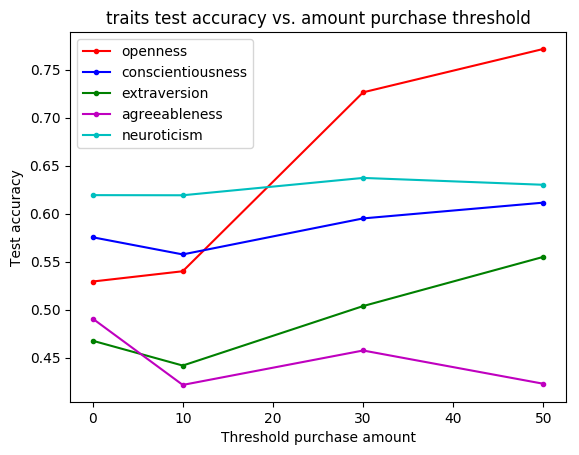 traits test accuracy vs. amount purchase threshold
openness
conscientiousness
extraversion
agreeableness
neuroticism
Test accuracy
0.75
0.70
0.65
0.60
0.55
0.50
0.45
0 10 20 30 40 50
Threshold purchase amount